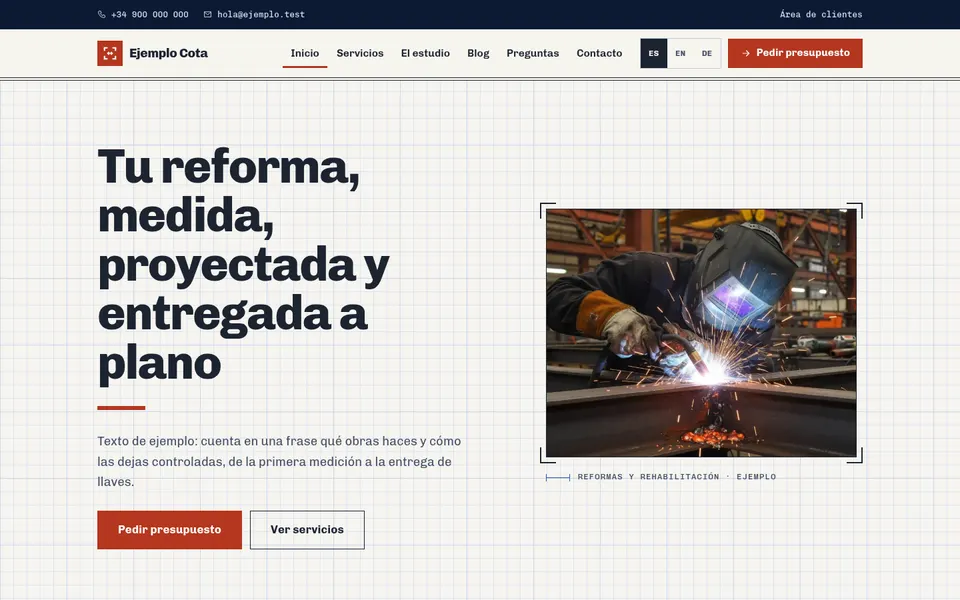 +34 900 000 000
hola@ejemplo.test
Área de clientes
Ejemplo Cota
Inicio
Servicios
El estudio
Blog
Preguntas
Contacto
ES
EN
DE
→ Pedir presupuesto
Tu reforma,
medida,
proyectada y
entregada a
plano
Texto de ejemplo: cuenta en una frase qué obras haces y cómo
las dejas controladas, de la primera medición a la entrega de
llaves.
Pedir presupuesto
Ver servicios
REFORMAS Y REHABILITACIÓN · EJEMPLO